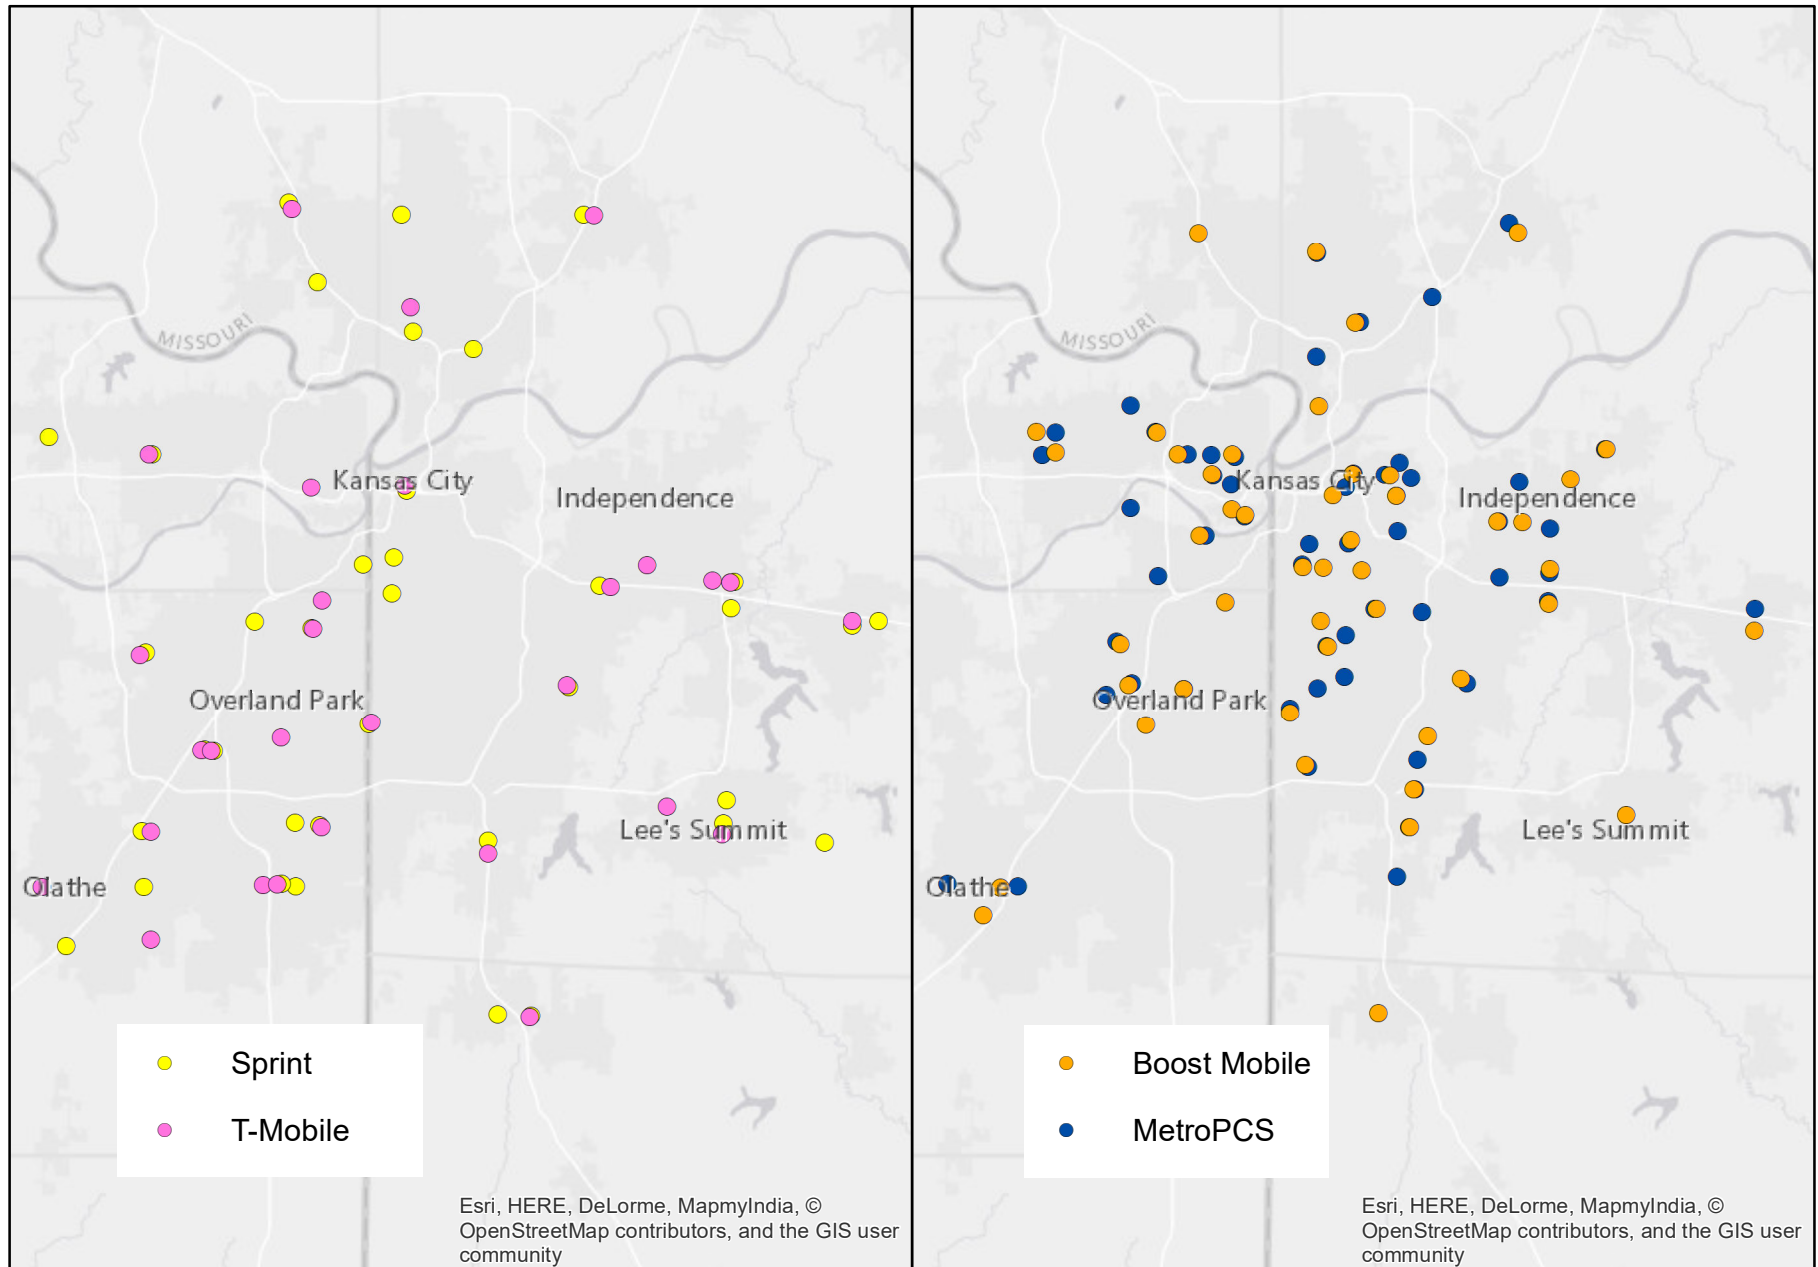 MISSOURI
Kansas City
Independence
Overland Park
Lee's Summit
Olathe
Sprint
T-Mobile
Esri, HERE, DeLorme, MapmyIndia, ©
OpenStreetMap contributors, and the GIS user
community
MISSOURI
Kansas City
Independence
Overland Park
Lee's Summit
Olathe
Boost Mobile
MetroPCS
Esri, HERE, DeLorme, MapmyIndia, ©
OpenStreetMap contributors, and the GIS user
community